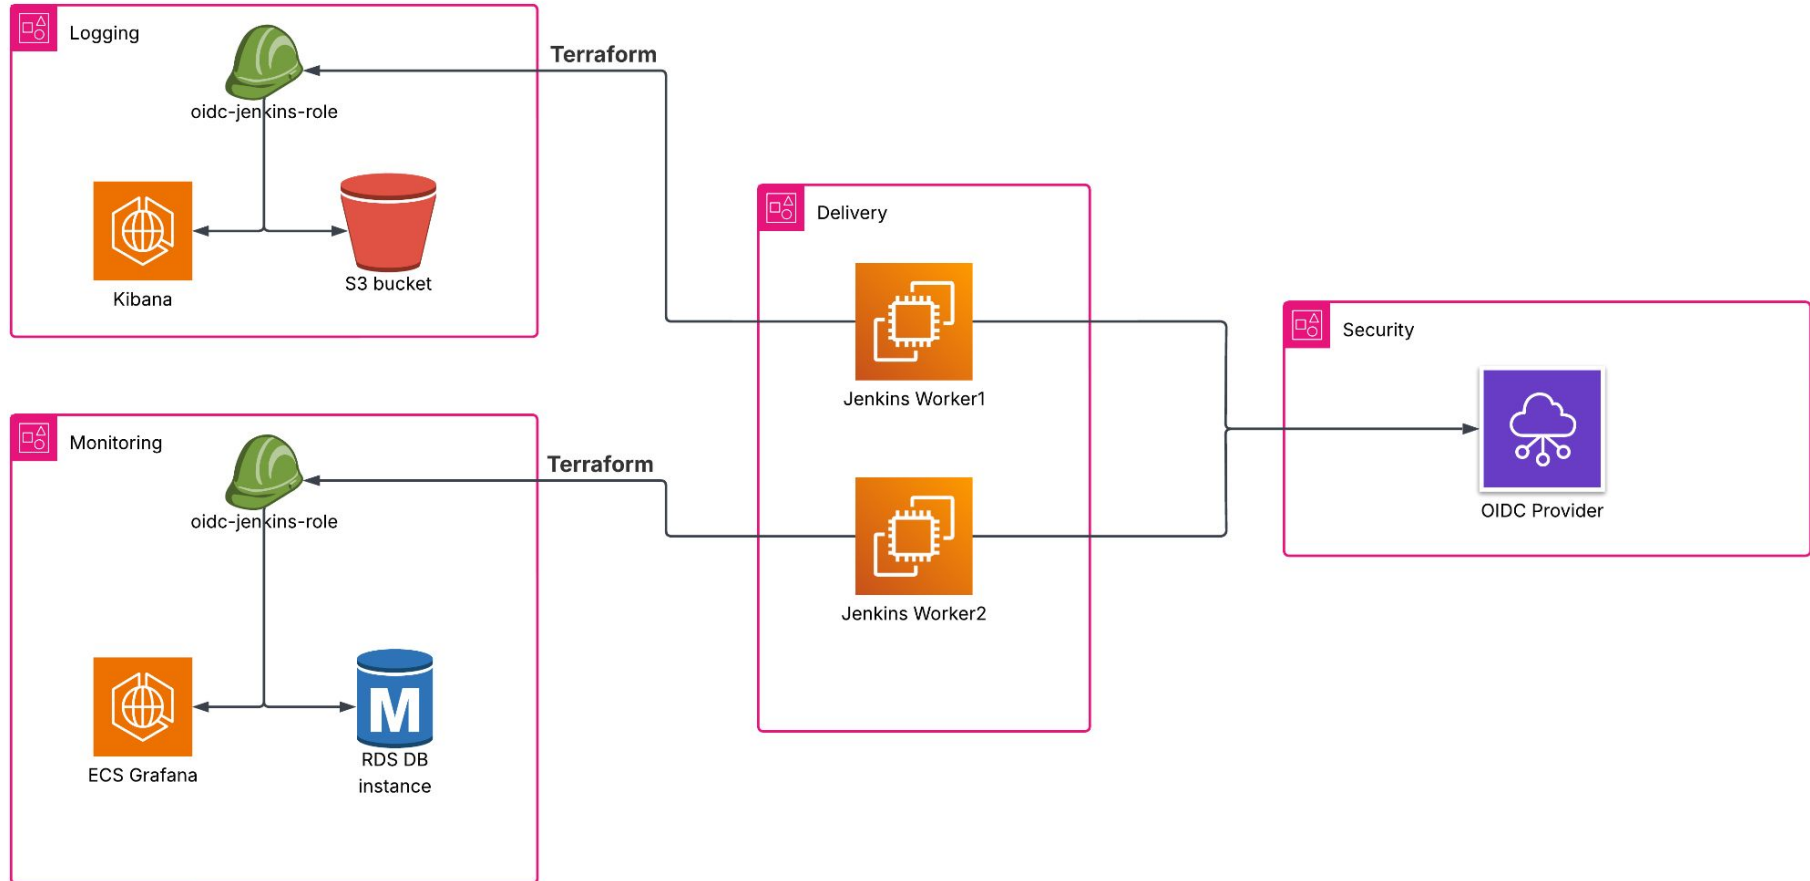 Logging
oidc-jenkins-role
Kibana
S3 bucket
Terraform
Monitoring
oidc-jenkins-role
ECS Grafana
M
RDS DB
instance
Terraform
Delivery
Jenkins Worker1
Jenkins Worker2
Security
OIDC Provider